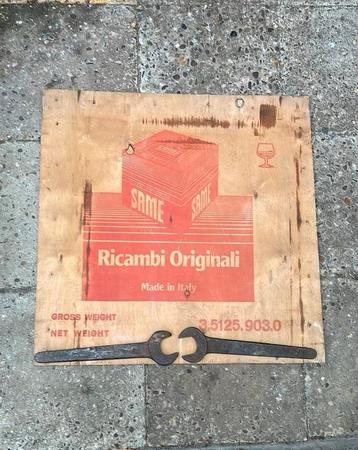 SAME SAME
Ricambi Originali
Made in Italy
GROSS WEIGHT
NET WEIGHT
3.5125.903.0